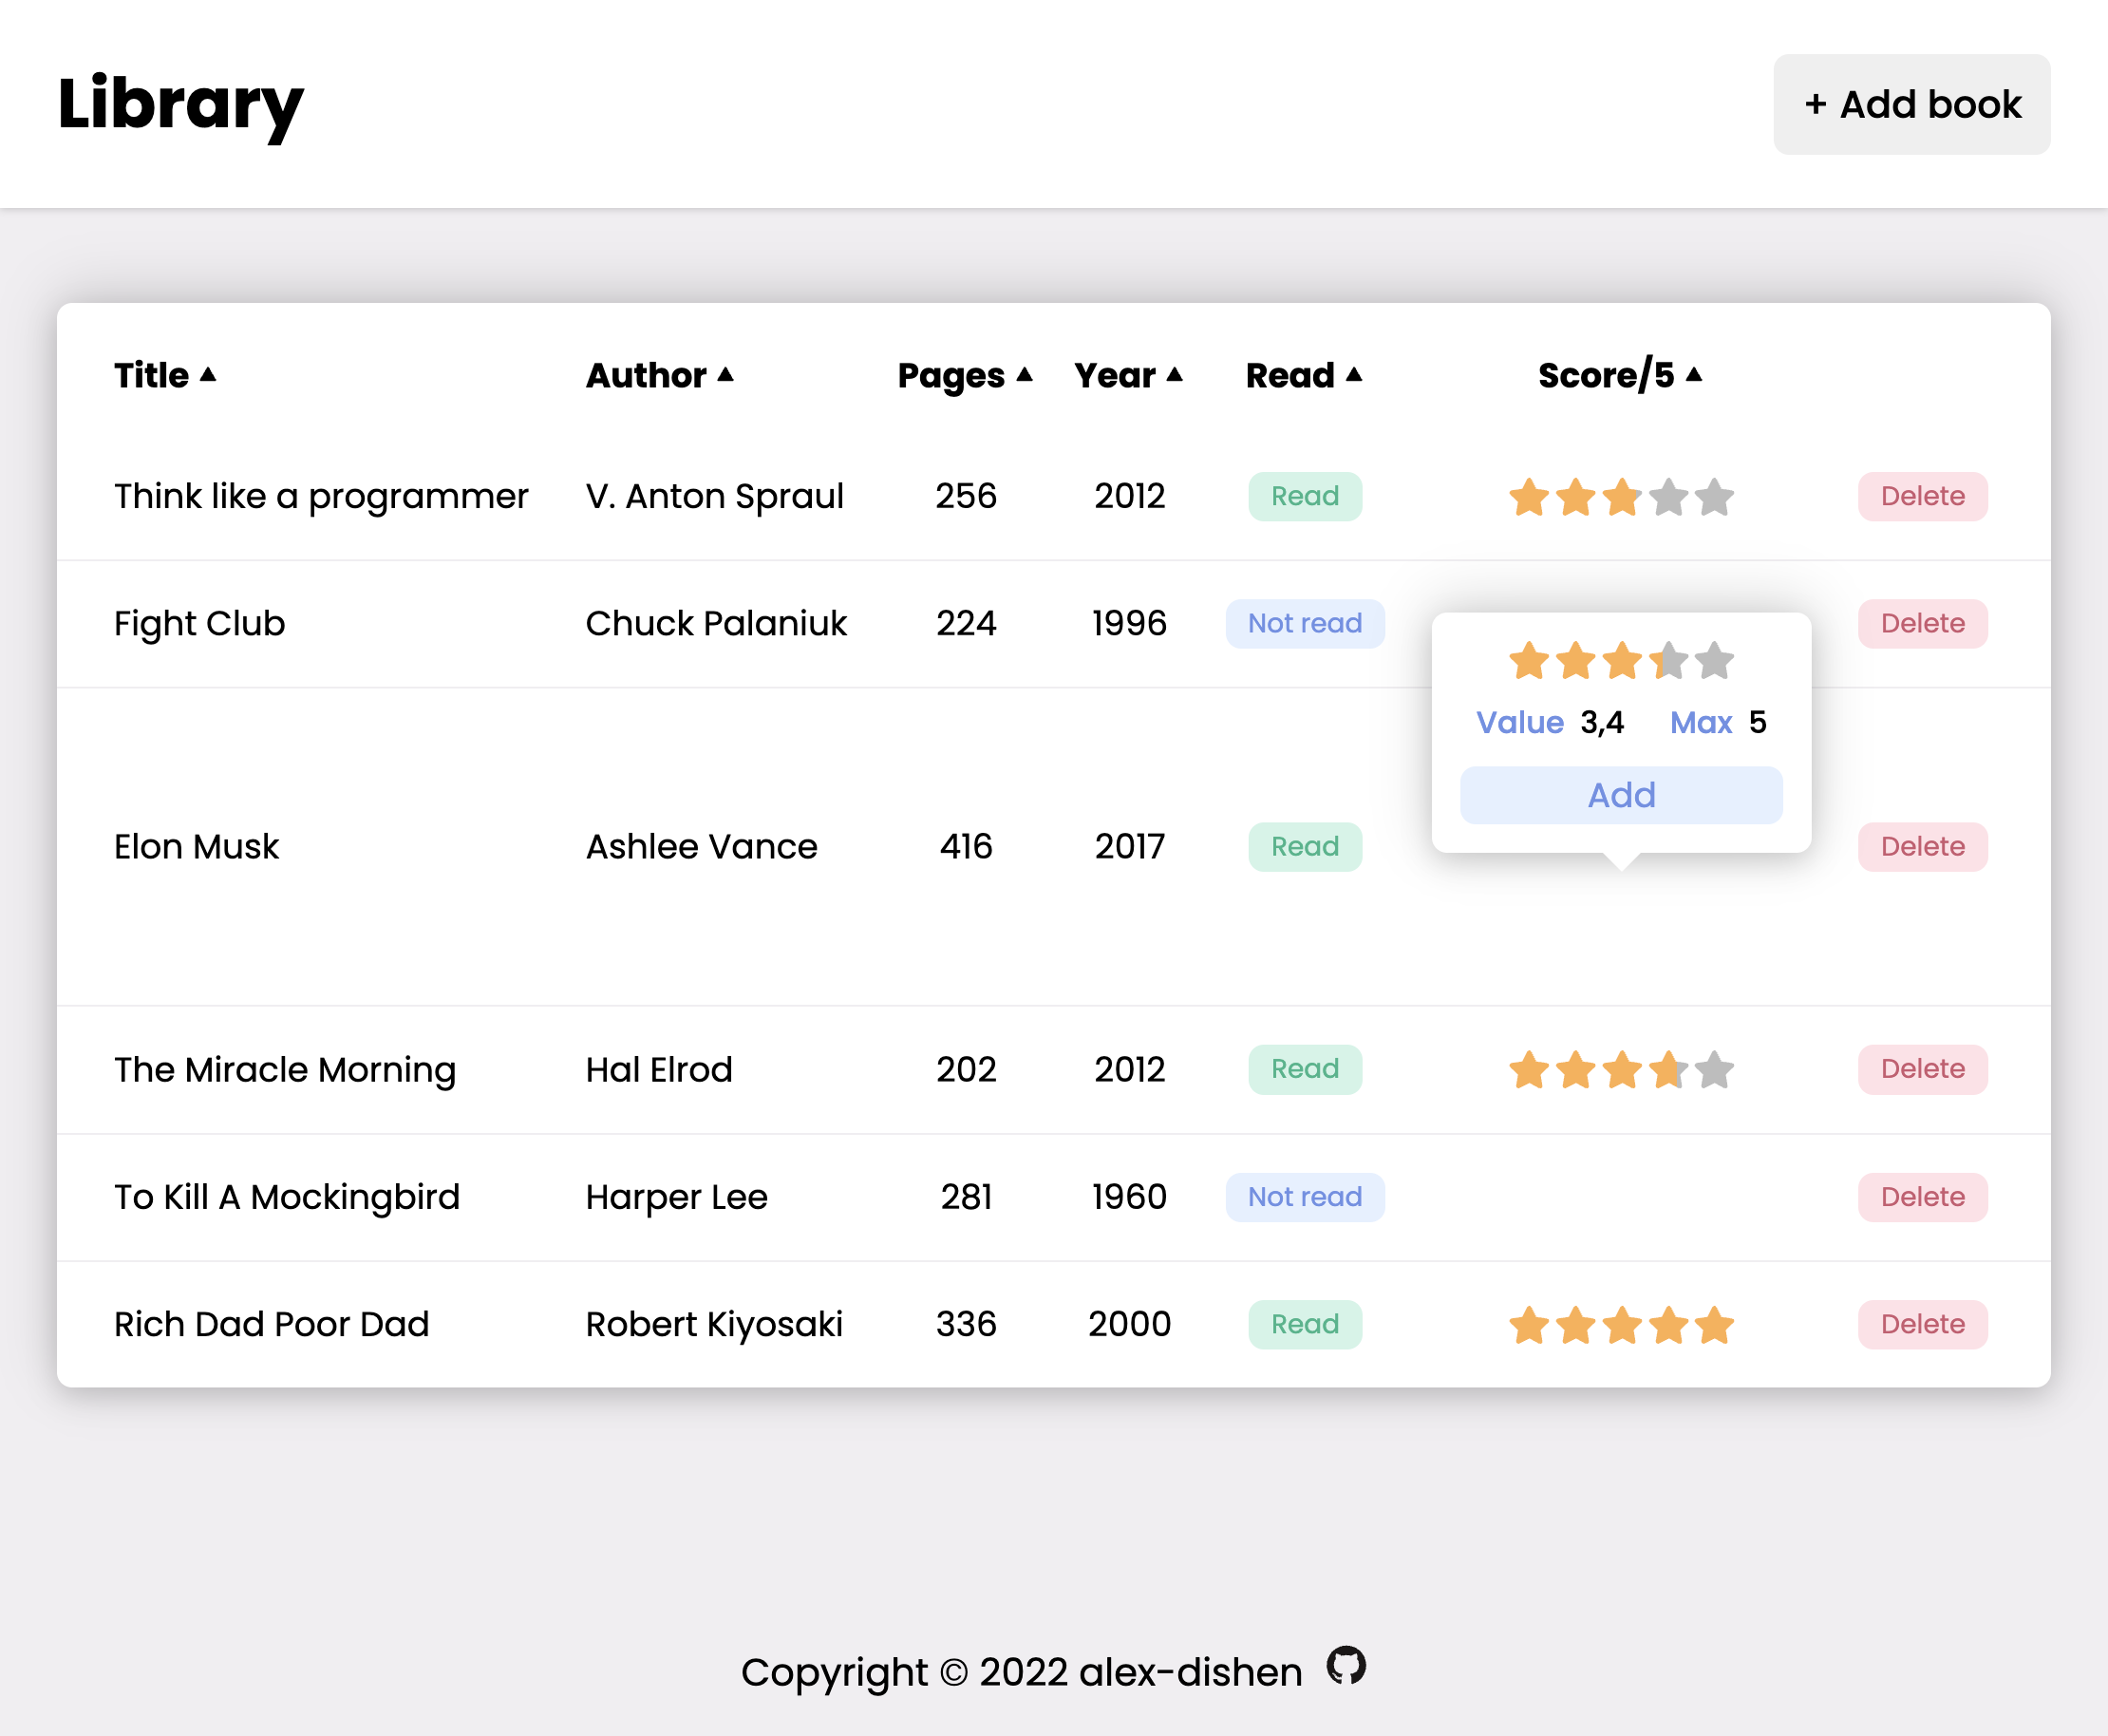 Library
+ Add book
Title ▲ Author ▲ Pages ▲ Year ▲ Read ▲ Score/5 ▲
Think like a programmer V. Anton Spraul 256 2012 Read Delete
Fight Club Chuck Palaniuk 224 1996 Not read Delete
Value 3,4 Max 5
Add
Elon Musk Ashlee Vance 416 2017 Read Delete
The Miracle Morning Hal Elrod 202 2012 Read Delete
To Kill A Mockingbird Harper Lee 281 1960 Not read Delete
Rich Dad Poor Dad Robert Kiyosaki 336 2000 Read Delete
Copyright © 2022 alex-dishen